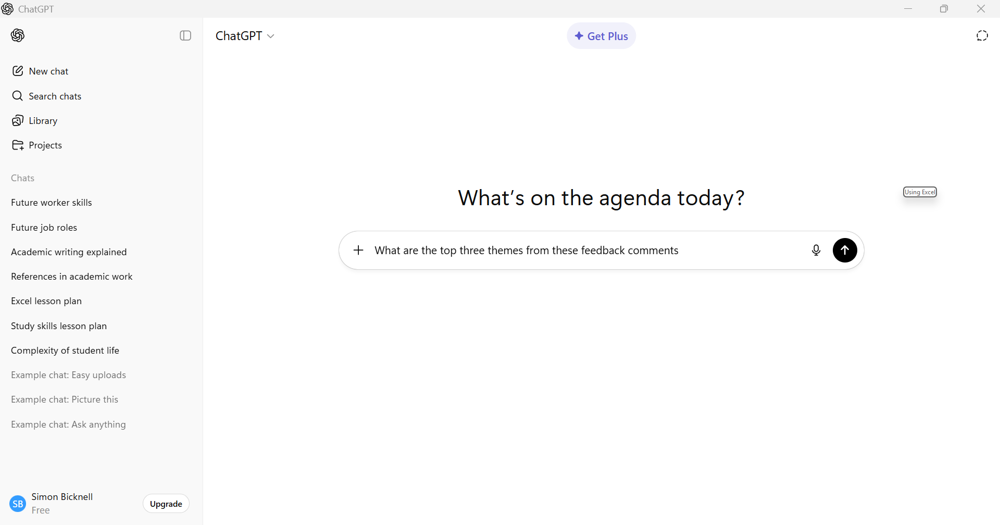 ChatGPT
ChatGPT
Get Plus
New chat
Search chats
Library
Projects
Chats
Future worker skills
Future job roles
Academic writing explained
References in academic work
Excel lesson plan
Study skills lesson plan
Complexity of student life
Example chat: Easy uploads
Example chat: Picture this
Example chat: Ask anything
SB
Simon Bicknell
Free
Upgrade
What's on the agenda today?
Using Excel
What are the top three themes from these feedback comments